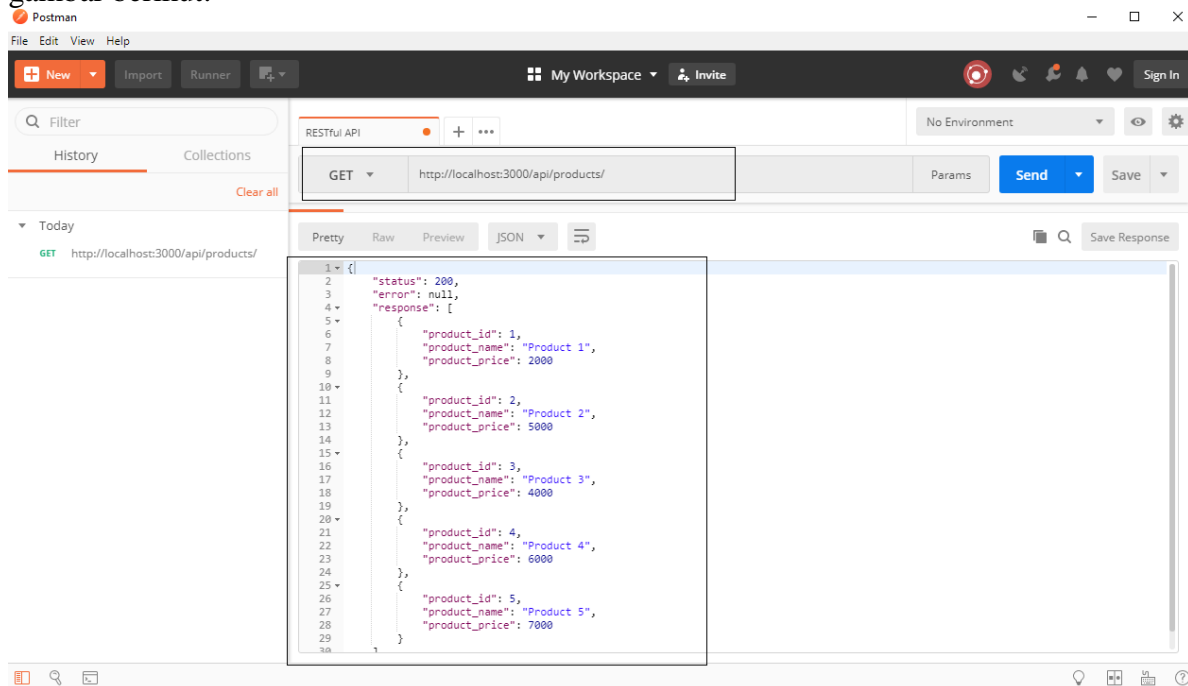 gambar berikut.
Postman
File Edit View Help
New Import Runner My Workspace Invite Sign In
Filter
History Collections
Clear all
Today
GET http://localhost:3000/api/products/
RESTful API
No Environment
GET http://localhost:3000/api/products/ Params Send Save
Pretty Raw Preview JSON Save Response
1 {
2 "status": 200,
3 "error": null,
4 "response": [
5 {
6 "product_id": 1,
7 "product_name": "Product 1",
8 "product_price": 2000
9 },
10 {
11 "product_id": 2,
12 "product_name": "Product 2",
13 "product_price": 5000
14 },
15 {
16 "product_id": 3,
17 "product_name": "Product 3",
18 "product_price": 4000
19 },
20 {
21 "product_id": 4,
22 "product_name": "Product 4",
23 "product_price": 6000
24 },
25 {
26 "product_id": 5,
27 "product_name": "Product 5",
28 "product_price": 7000
29 }
30 ]